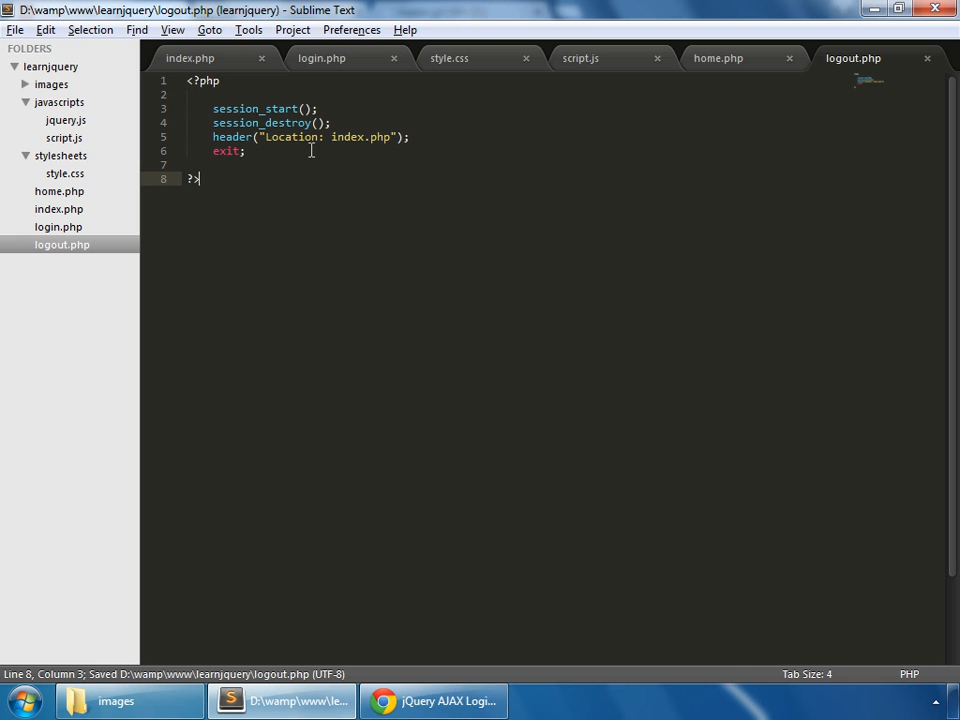 D:\wamp\www\learnjquery\logout.php (learnjquery) - Sublime Text
File Edit Selection Find View Goto Tools Project Preferences Help
FOLDERS
learnjquery
images
javascripts
jquery.js
script.js
stylesheets
style.css
home.php
index.php
login.php
logout.php
index.php login.php style.css script.js home.php logout.php
1 <?php
2
3 session_start();
4 session_destroy();
5 header("Location: index.php");
6 exit;
7
8 ?>
Line 8, Column 3; Saved D:\wamp\www\learnjquery\logout.php (UTF-8) Tab Size: 4 PHP
images D:\wamp\www\le... jQuery AJAX Logi...